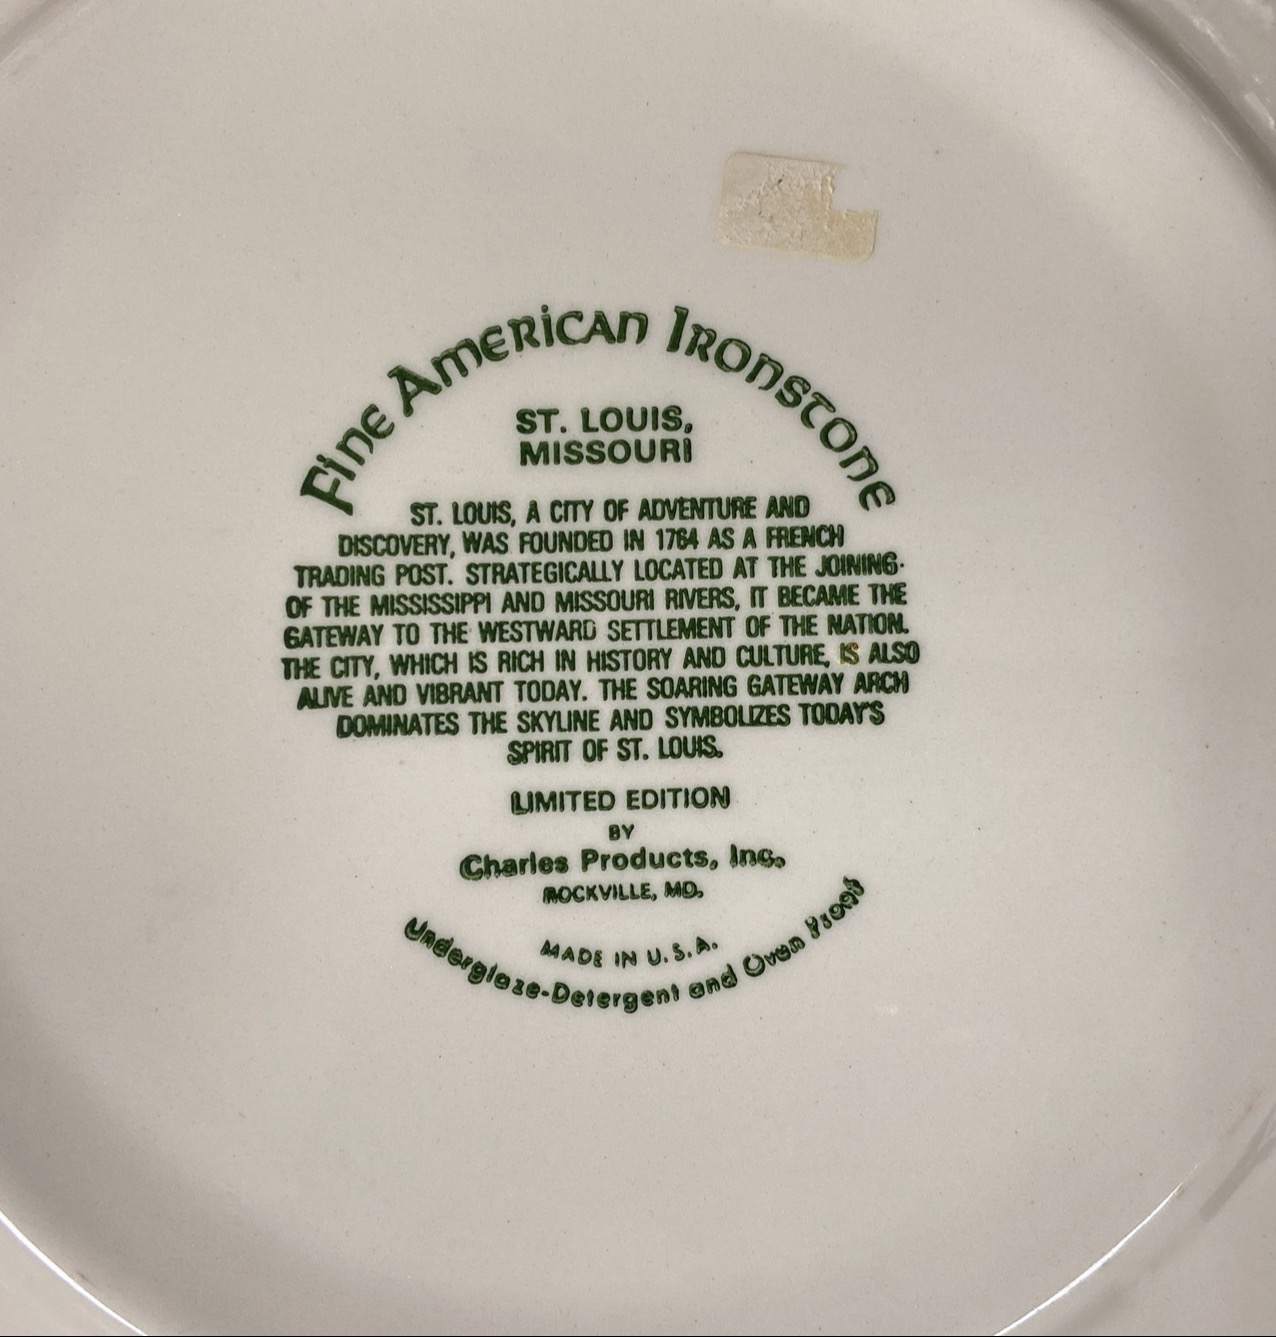 Fine American Ironstone
ST. LOUIS,
MISSOURI
ST. LOUIS, A CITY OF ADVENTURE AND
DISCOVERY, WAS FOUNDED IN 1764 AS A FRENCH
TRADING POST. STRATEGICALLY LOCATED AT THE JOINING
OF THE MISSISSIPPI AND MISSOURI RIVERS, IT BECAME THE
GATEWAY TO THE WESTWARD SETTLEMENT OF THE NATION.
THE CITY, WHICH IS RICH IN HISTORY AND CULTURE, IS ALSO
ALIVE AND VIBRANT TODAY. THE SOARING GATEWAY ARCH
DOMINATES THE SKYLINE AND SYMBOLIZES TODAY'S
SPIRIT OF ST. LOUIS.
LIMITED EDITION
BY
Charles Products, Inc.
ROCKVILLE, MD.
MADE IN U.S.A.
Underglaze-Detergent and Oven Proof